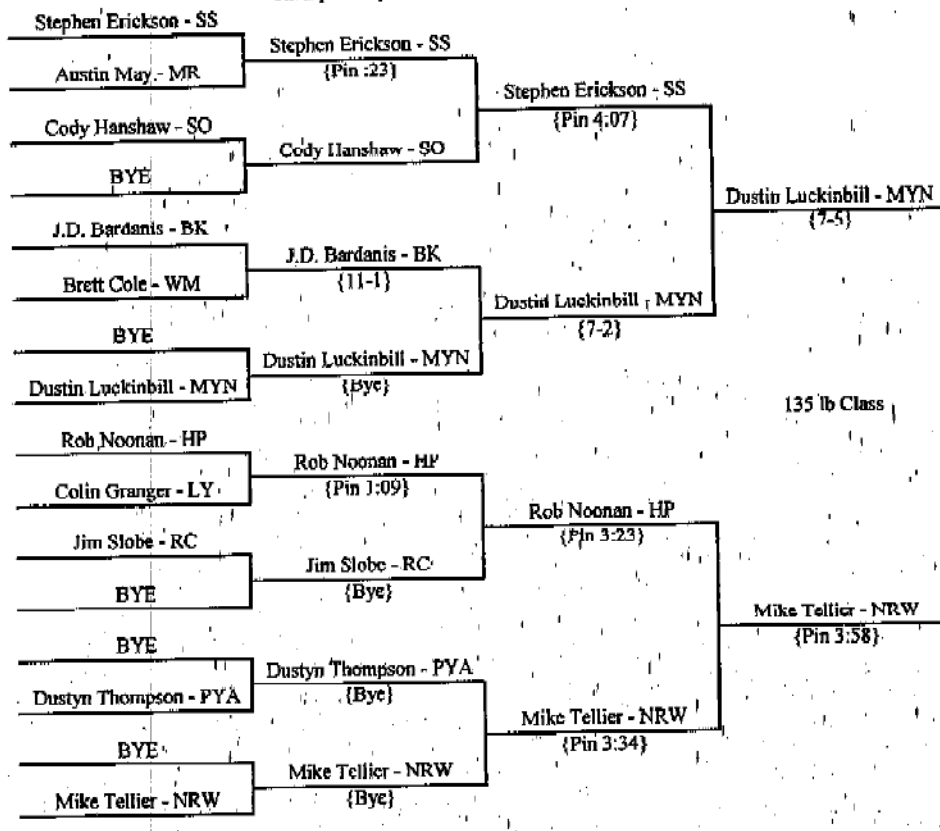 Stephen Erickson - SS
Austin May - MR
Cody Hanshaw - SO
BYE
J.D. Bardanis - BK
Brett Cole - WM
BYE
Dustin Luckinbill - MYN
Rob Noonan - HP
Colin Granger - LY
Jim Slobe - RC
BYE
BYE
Dustyn Thompson - PYA
BYE
Mike Tellier - NRW
Stephen Erickson - SS
{Pin :23}
Cody Hanshaw - SO
J.D. Bardanis - BK
{11-1}
Dustin Luckinbill - MYN
{Bye}
Rob Noonan - HP
{Pin 1:09}
Jim Slobe - RC
{Bye}
Dustyn Thompson - PYA
{Bye}
Mike Tellier - NRW
{Bye}
Stephen Erickson - SS
{Pin 4:07}
Dustin Luckinbill - MYN
{7-2}
Rob Noonan - HP
{Pin 3:23}
Mike Tellier - NRW
{Pin 3:34}
Dustin Luckinbill - MYN
{7-5}
135 lb Class
Mike Tellier - NRW
{Pin 3:58}